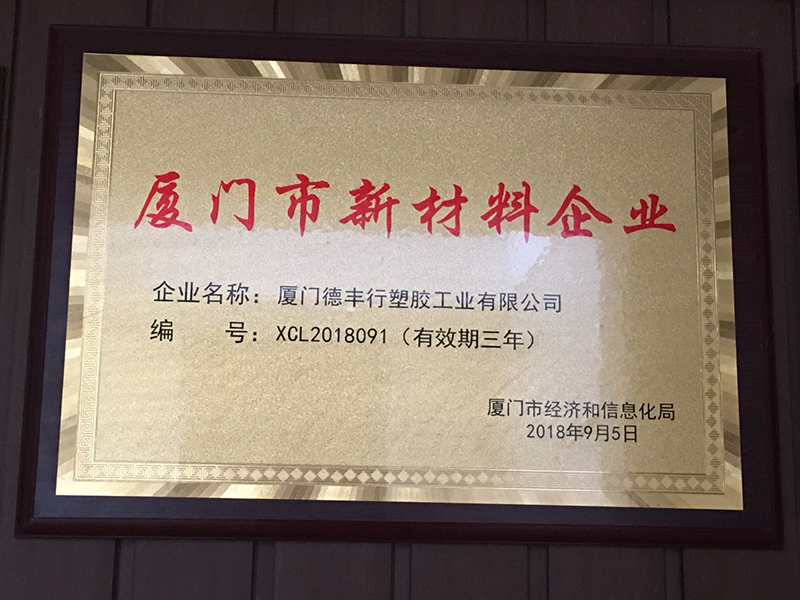 厦门市新材料企业
企业名称：厦门德丰行塑胶工业有限公司
编　　号：XCL2018091（有效期三年）
厦门市经济和信息化局
2018年9月5日